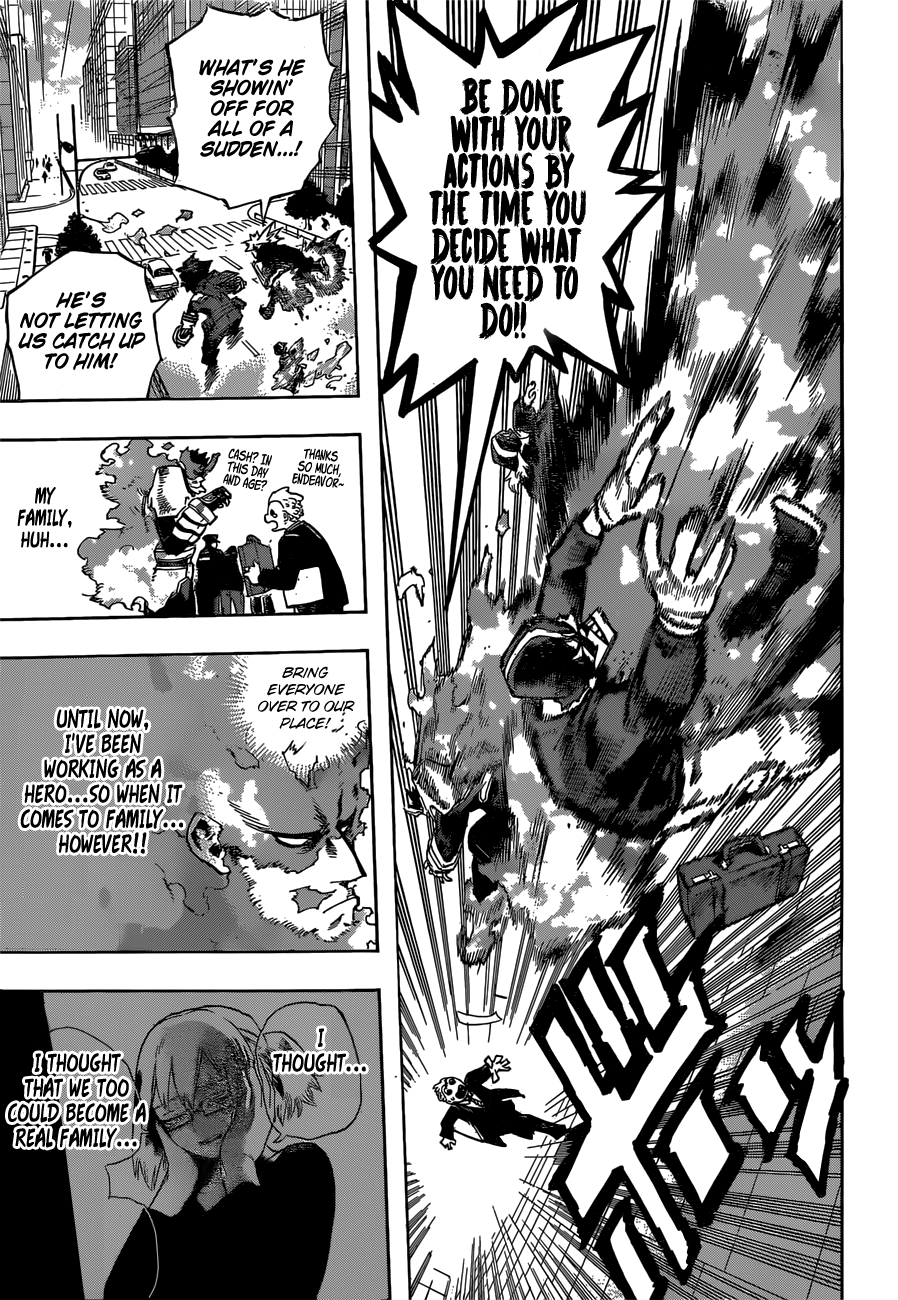 BE DONE
WITH YOUR
ACTIONS BY
THE TIME YOU
DECIDE WHAT
YOU NEED TO
DO!!
WHAT'S HE
SHOWIN'
OFF FOR
ALL OF A
SUDDEN...!
HE'S
NOT LETTING
US CATCH UP
TO HIM!
THANKS
SO MUCH,
ENDEAVOR~
CASH? IN
THIS DAY
AND AGE?
MY
FAMILY,
HUH...
BRING
EVERYONE
OVER TO OUR
PLACE!
UNTIL NOW,
I'VE BEEN
WORKING AS A
HERO...SO WHEN IT
COMES TO FAMILY...
HOWEVER!!
I
THOUGHT...
I THOUGHT
THAT WE TOO
COULD BECOME A
REAL FAMILY...